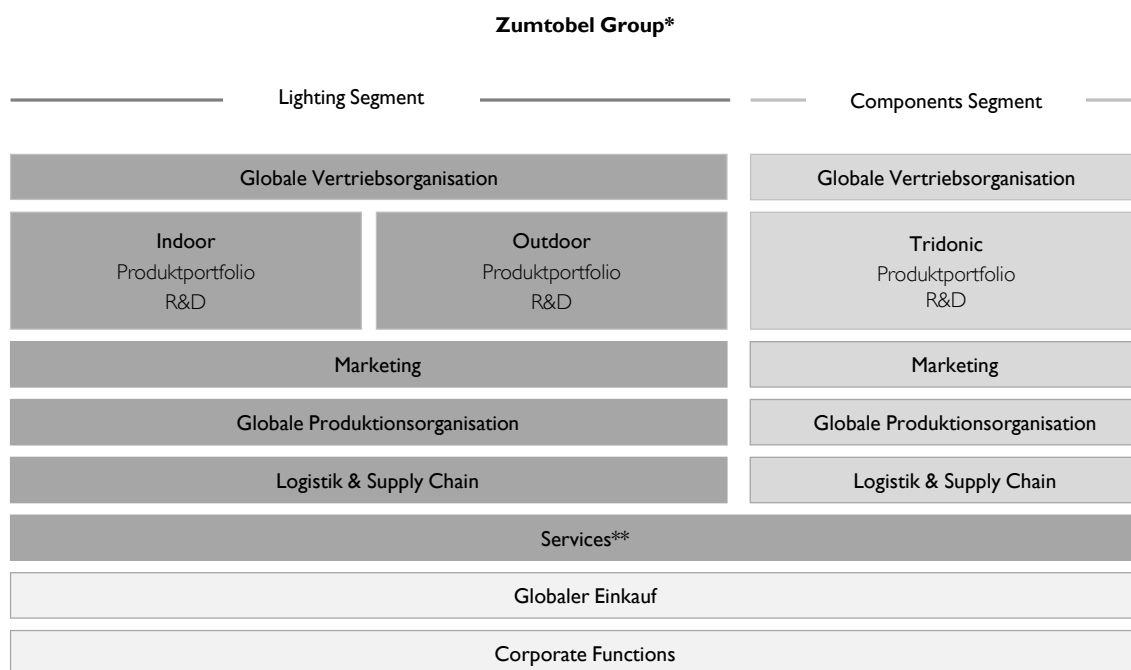 Zumtobel Group*
Lighting Segment
Components Segment
Globale Vertriebsorganisation
Globale Vertriebsorganisation
Indoor
Produktportfolio
R&D
Outdoor
Produktportfolio
R&D
Tridonic
Produktportfolio
R&D
Marketing
Marketing
Globale Produktionsorganisation
Globale Produktionsorganisation
Logistik & Supply Chain
Logistik & Supply Chain
Services**
Globaler Einkauf
Corporate Functions